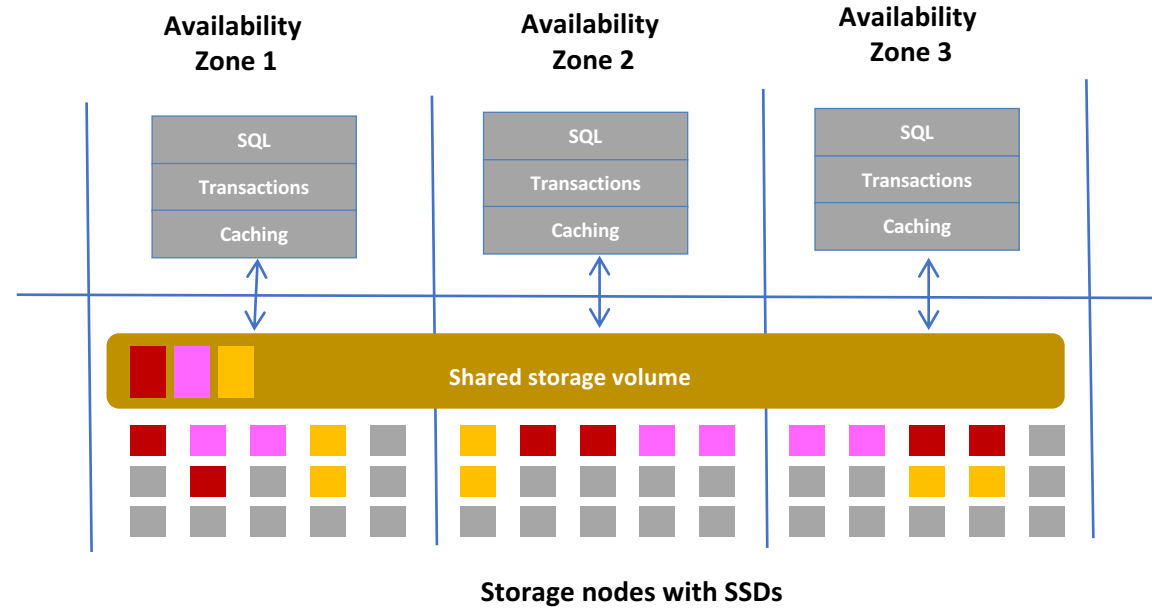 Availability
Zone 1
Availability
Zone 2
Availability
Zone 3
SQL
Transactions
Caching
SQL
Transactions
Caching
SQL
Transactions
Caching
Shared storage volume
Storage nodes with SSDs